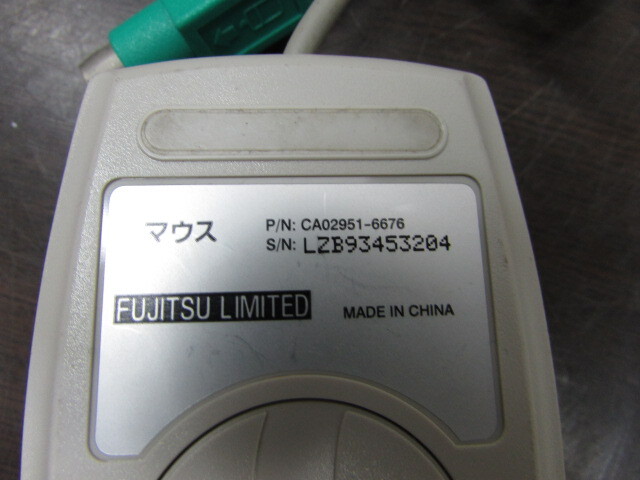 マウス
P/N: CA02951-6676
S/N: LZB93453204
FUJITSU LIMITED
MADE IN CHINA